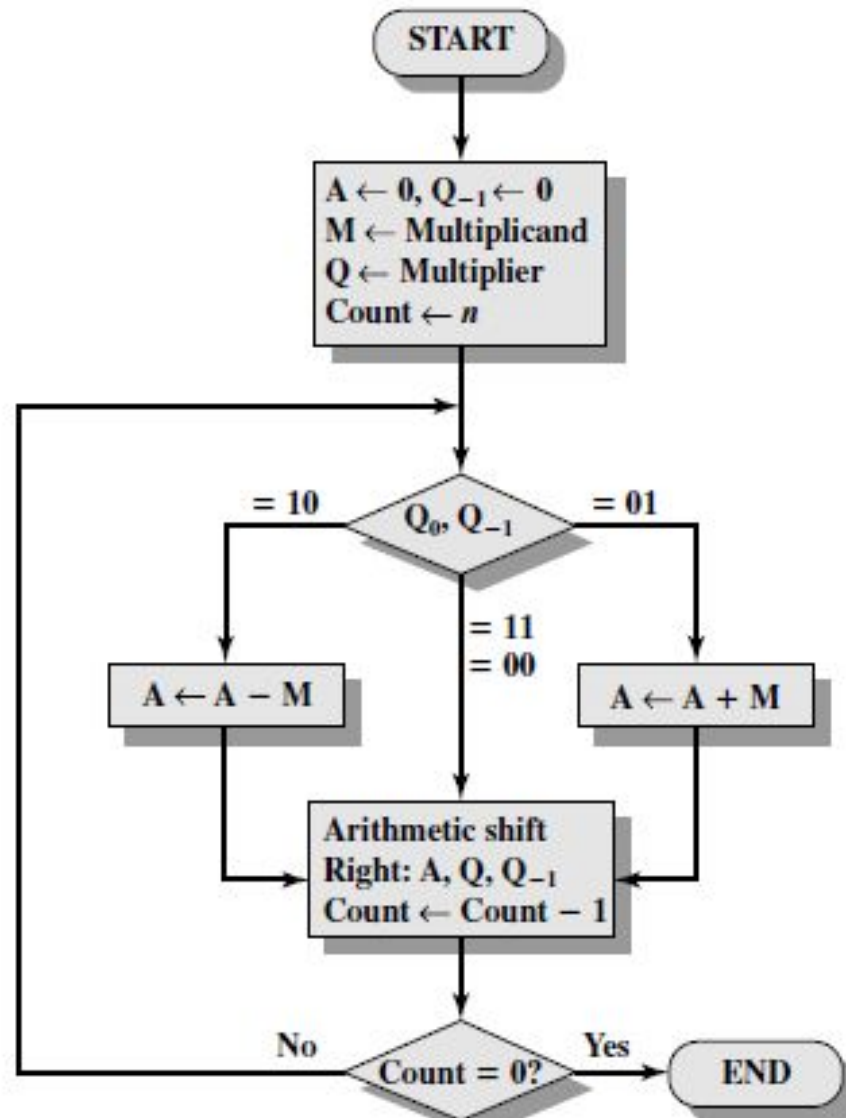 START
A ← 0, Q₋₁ ← 0
M ← Multiplicand
Q ← Multiplier
Count ← n
= 10
Q₀, Q₋₁
= 01
= 11
= 00
A ← A − M
A ← A + M
Arithmetic shift
Right: A, Q, Q₋₁
Count ← Count − 1
No
Count = 0?
Yes
END